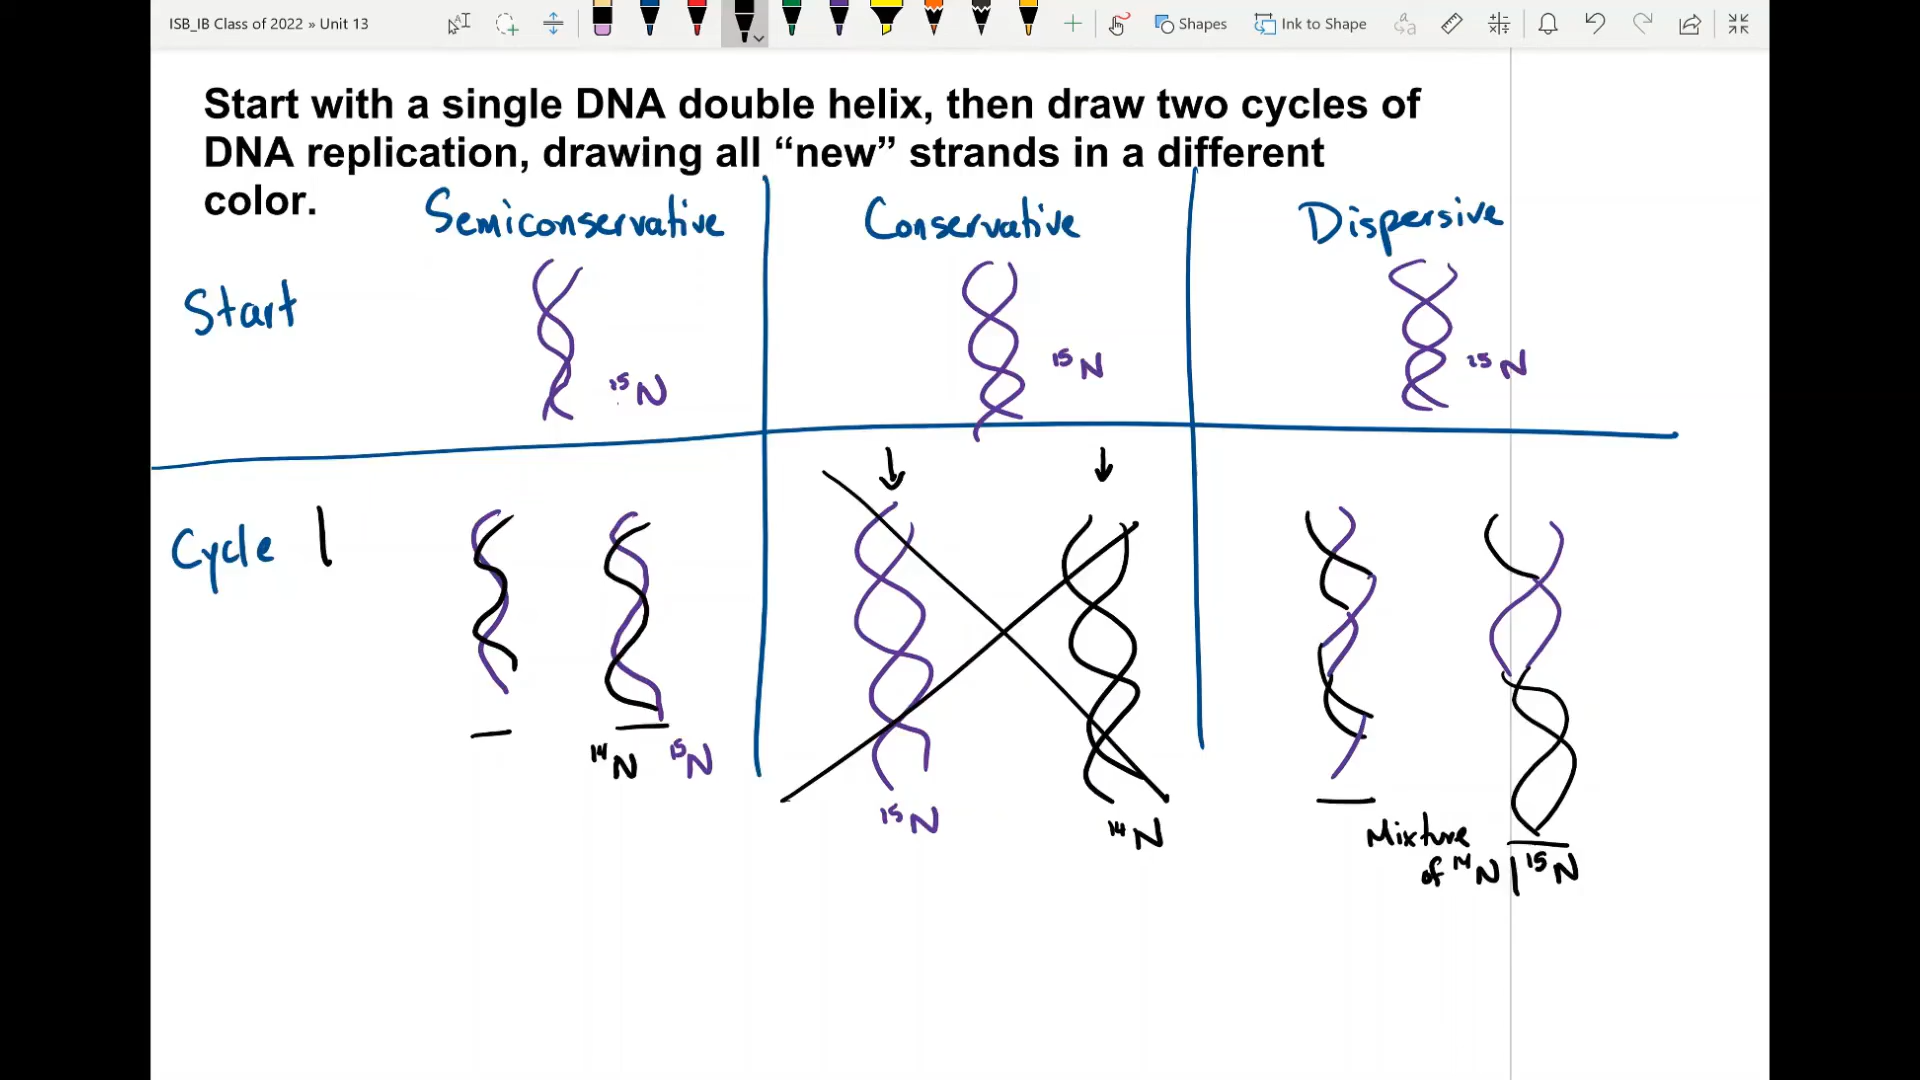 ISB_IB Class of 2022 » Unit 13
Shapes
Ink to Shape
Start with a single DNA double helix, then draw two cycles of
DNA replication, drawing all “new” strands in a different
color.
Semiconservative
Conservative
Dispersive
Start
15N
15N
15N
Cycle 1
14N 15N
15N
14N
Mixture
of 14N | 15N